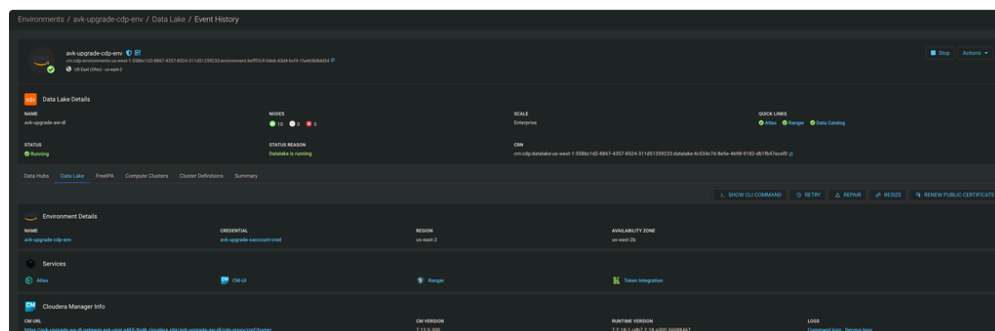 Environments / avk-upgrade-cdp-env / Data Lake / Event History
avk-upgrade-cdp-env
US East (Ohio) - us-east-2
Stop
Actions
Data Lake Details
NAME
NODES
SCALE
QUICK LINKS
avk-upgrade-aw-dl
10 0 0
Enterprise
Atlas Ranger Data Catalog
STATUS
STATUS REASON
CRN
Running
Datalake is running
Data Hubs Data Lake FreeIPA Compute Clusters Cluster Definitions Summary
SHOW CLI COMMAND RETRY REPAIR RESIZE RENEW PUBLIC CERTIFICATE
Environment Details
NAME CREDENTIAL REGION AVAILABILITY ZONE
avk-upgrade-cdp-env avk-upgrade-xaccount-cred us-east-2 us-east-2b
Services
Atlas CM-UI Ranger Token Integration
CM Cloudera Manager Info
CM URL CM VERSION RUNTIME VERSION LOGS
Command logs, Service logs